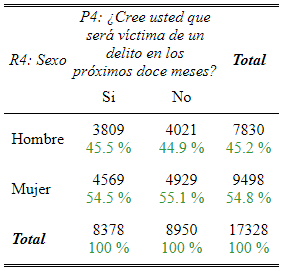 P4: ¿Cree usted que
será víctima de un
delito en los
próximos doce meses?
R4: Sexo
Total
Sí No
Hombre 3809 4021 7830
45.5 % 44.9 % 45.2 %
Mujer 4569 4929 9498
54.5 % 55.1 % 54.8 %
Total 8378 8950 17328
100 % 100 % 100 %